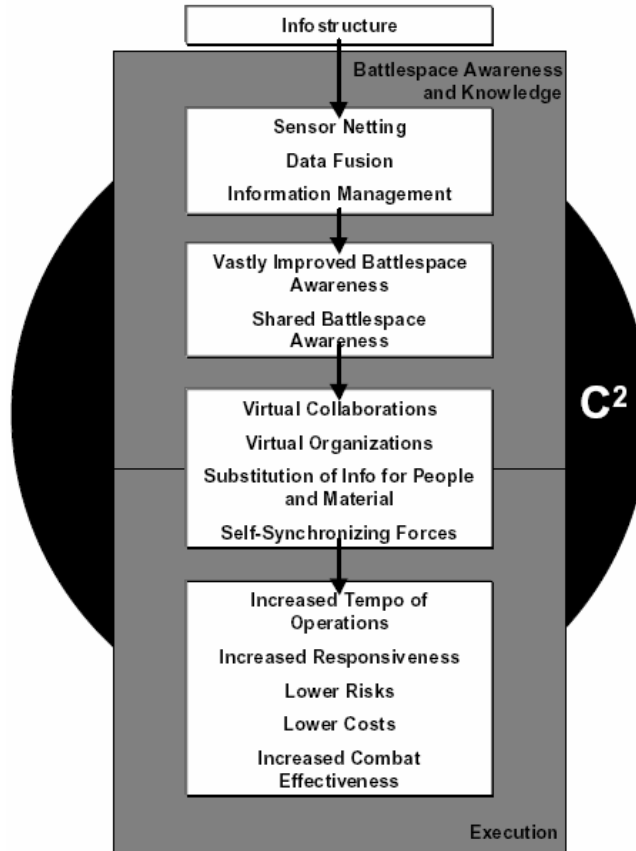 Infostructure
Battlespace Awareness
and Knowledge
Sensor Netting
Data Fusion
Information Management
Vastly Improved Battlespace
Awareness
Shared Battlespace
Awareness
Virtual Collaborations
Virtual Organizations
Substitution of Info for People
and Material
Self-Synchronizing Forces
C²
Increased Tempo of
Operations
Increased Responsiveness
Lower Risks
Lower Costs
Increased Combat
Effectiveness
Execution